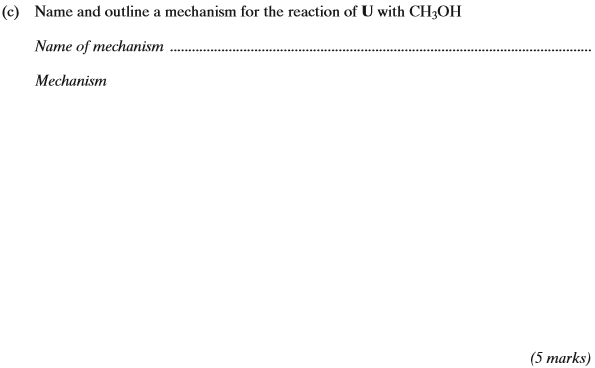 (c) Name and outline a mechanism for the reaction of U with CH₃OH
Name of mechanism ..........................................................................................................
Mechanism
(5 marks)